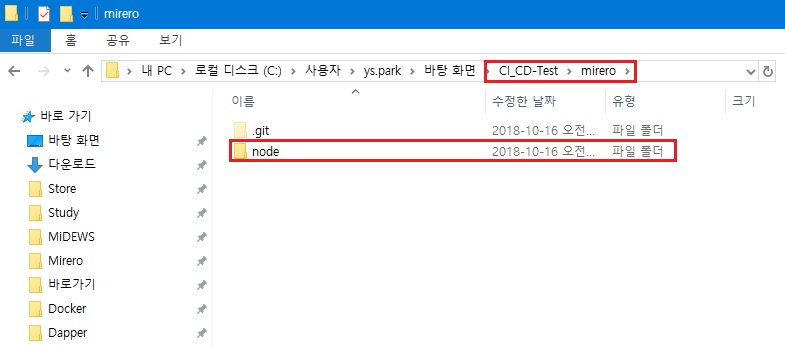 mirero
파일 홈 공유 보기
내 PC 로컬 디스크 (C:) 사용자 ys.park 바탕 화면 CI_CD-Test mirero
이름 수정한 날짜 유형 크기
바로 가기
.git 2018-10-16 오전... 파일 폴더
바탕 화면
node 2018-10-16 오전... 파일 폴더
다운로드
Store
Study
MiDEWS
Mirero
바로가기
Docker
Dapper